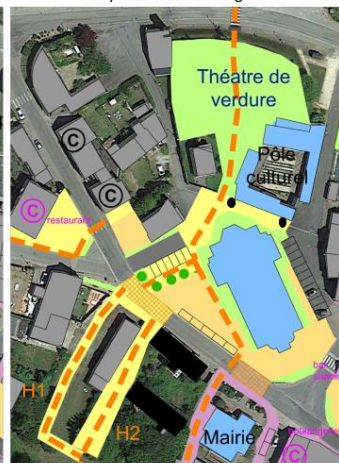 Théatre de
verdure
Pôle
culturel
C
C
C
restaurant
H1
H2
Mairie
C